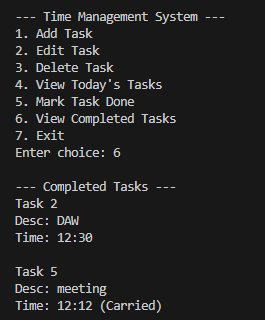 --- Time Management System ---
1. Add Task
2. Edit Task
3. Delete Task
4. View Today's Tasks
5. Mark Task Done
6. View Completed Tasks
7. Exit
Enter choice: 6
--- Completed Tasks ---
Task 2
Desc: DAW
Time: 12:30
Task 5
Desc: meeting
Time: 12:12 (Carried)